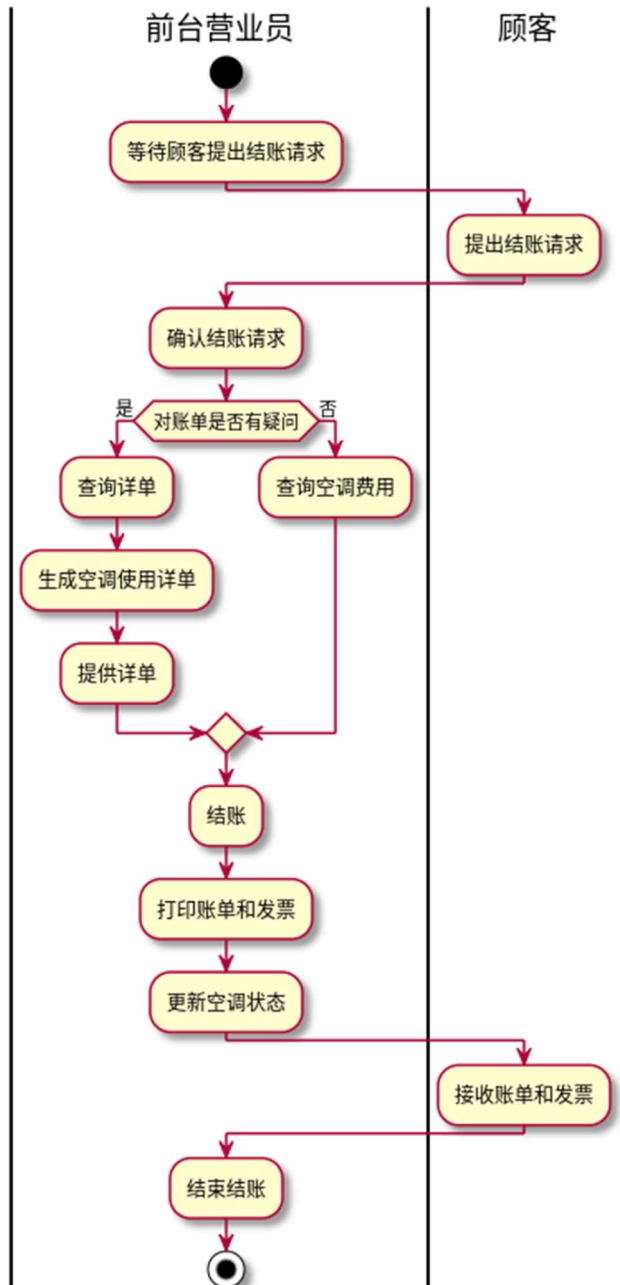 前台营业员
顾客
等待顾客提出结账请求
提出结账请求
确认结账请求
是
对账单是否有疑问
否
查询详单
查询空调费用
生成空调使用详单
提供详单
结账
打印账单和发票
更新空调状态
接收账单和发票
结束结账